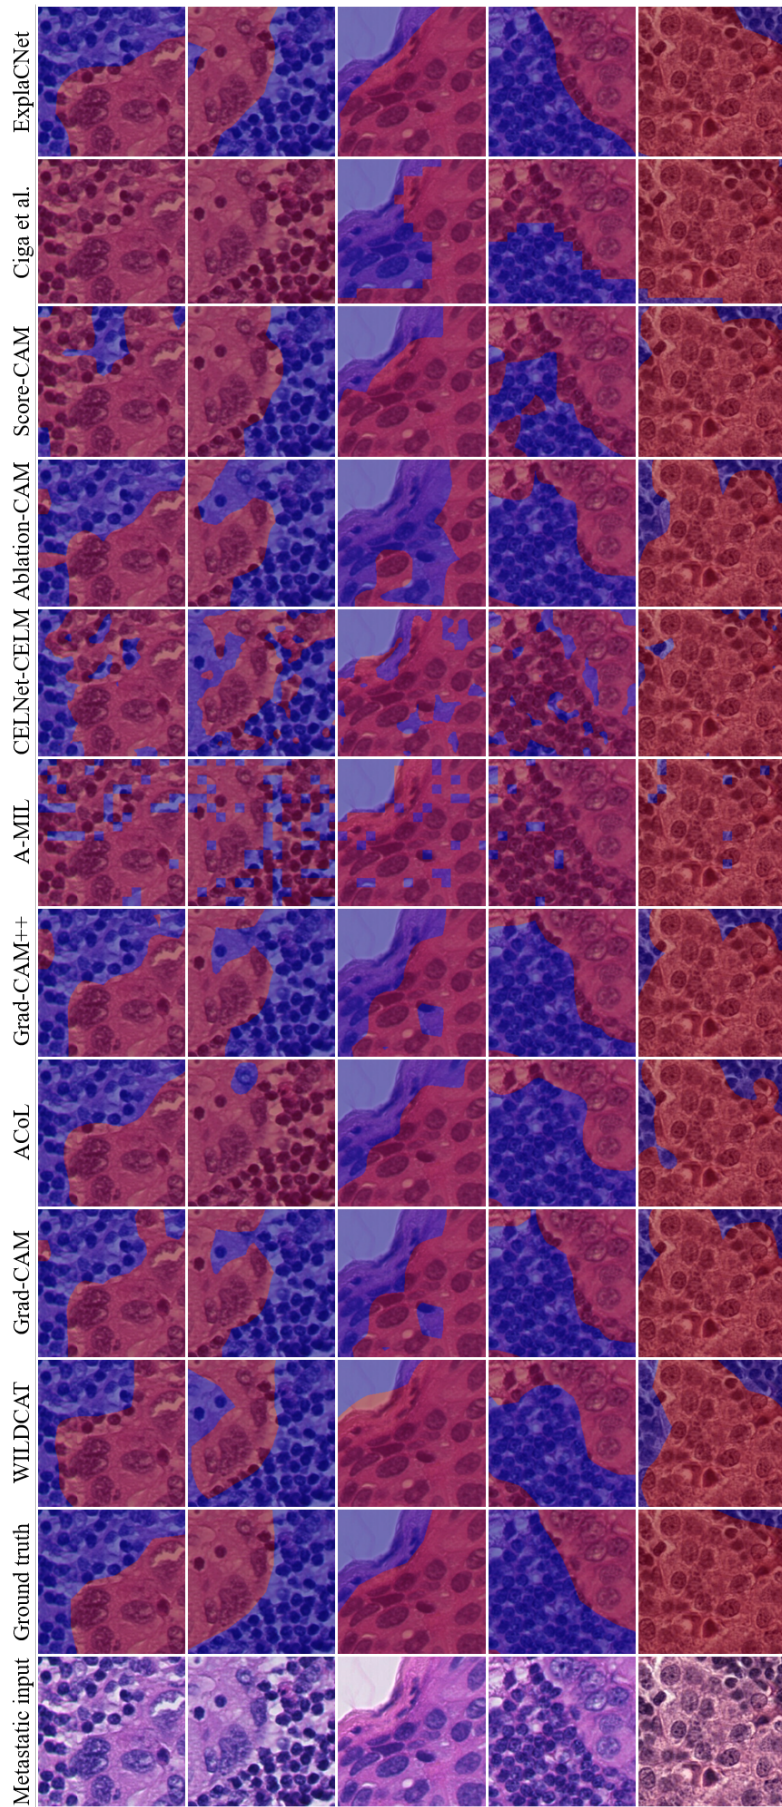 ExplaCNet
Ciga et al.
Score-CAM
Ablation-CAM
CELNet-CELM
A-MIL
Grad-CAM++
ACoL
Grad-CAM
WILDCAT
Ground truth
Metastatic input